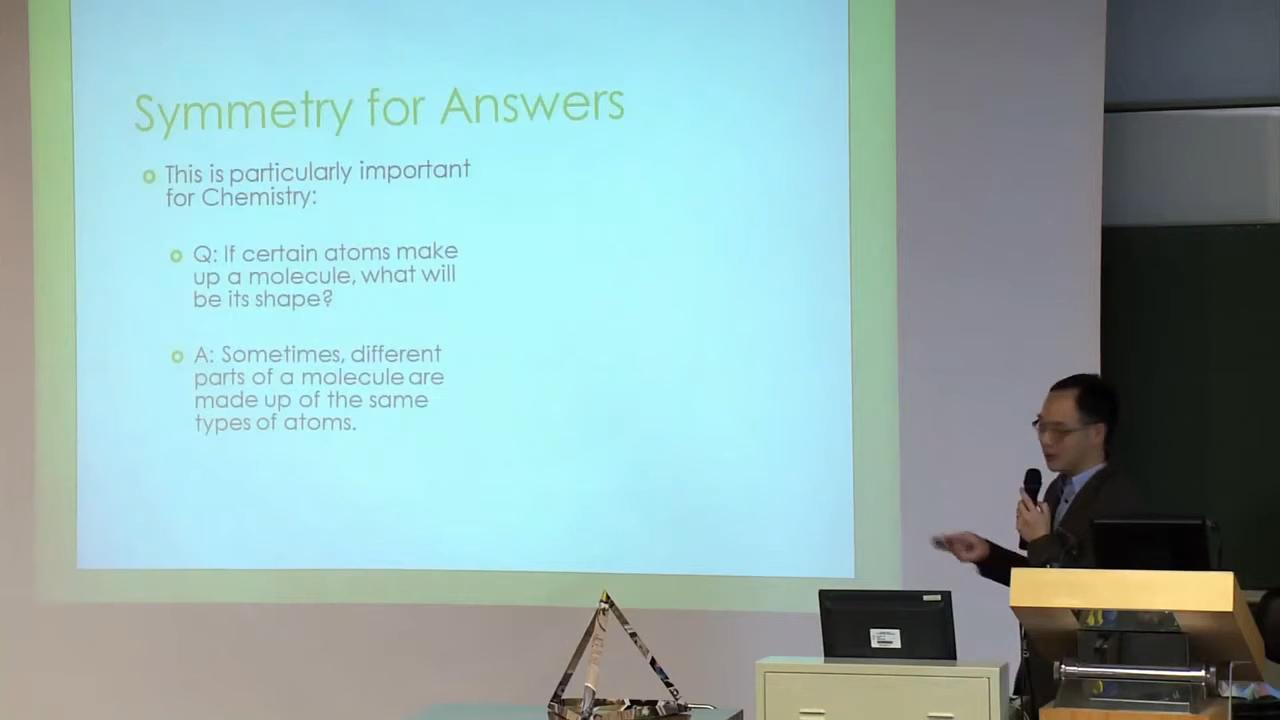 Symmetry for Answers
This is particularly important
for Chemistry:
Q: If certain atoms make
up a molecule, what will
be its shape?
A: Sometimes, different
parts of a molecule are
made up of the same
types of atoms.